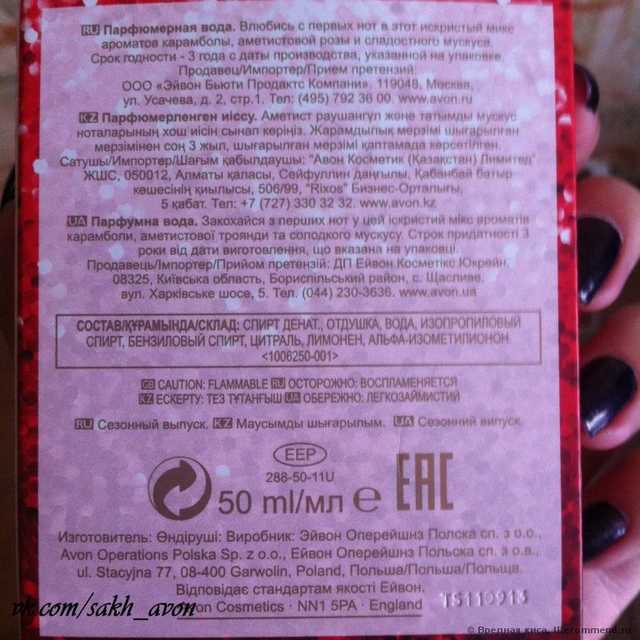 RU Парфюмерная вода. Влюбись с первых нот в этот искристый микс
ароматов карамболы, аметистовой розы и сладостного мускуса.
Срок годности - 3 года с даты производства, указанной на упаковке.
Продавец/Импортер/Прием претензий:
ООО «Эйвон Бьюти Продактс Компани». 119048, Москва,
ул. Усачева, д. 2, стр.1. Тел: (495) 792 36 00. www.avon.ru
KZ Парфюмерленген иіссу. Аметист раушангүл және татымды мускус
ноталарының хош иісін сынап көріңіз. Жарамдылық мерзімі шығарылған
мерзімінен соң 3 жыл, шығарылған мерзімі қаптамада көрсетілген.
Сатушы/Импортер/Шағым қабылдаушы: "Авон Косметик (Қазақстан) Лимитед"
ЖШС, 050012, Алматы қаласы, Сейфуллин даңғылы, Қабанбай батыр
көшесінің қиылысы, 506/99, "Rixos" Бизнес-Орталығы,
5 қабат. Тел: +7 (727) 330 32 32. www.avon.kz
UA Парфумна вода. Закохайся з перших нот у цей іскристий мікс ароматів
карамболи, аметистової троянди та солодкого мускусу. Строк придатності 3
роки від дати виготовлення, що вказана на упаковці.
Продавець/Імпортер/Прийом претензій: ДП Ейвон Косметікс Юкрейн.
08325, Київська область, Бориспільський район, с. Щасливе.
вул. Харківське шосе, 5. Тел. (044) 230-3636. www.avon.ua
СОСТАВ/ҚҰРАМЫНДА/СКЛАД: СПИРТ ДЕНАТ., ОТДУШКА, ВОДА, ИЗОПРОПИЛОВЫЙ
СПИРТ, БЕНЗИЛОВЫЙ СПИРТ, ЦИТРАЛЬ, ЛИМОНЕН, АЛЬФА-ИЗОМЕТИЛИОНОН
<1006250-001>
GB CAUTION: FLAMMABLE RU ОСТОРОЖНО: ВОСПЛАМЕНЯЕТСЯ
KZ ЕСКЕРТУ: ТЕЗ ТҰТАНҒЫШ UA ОБЕРЕЖНО: ЛЕГКОЗАЙМИСТИЙ
RU Сезонный выпуск. KZ Маусымды шығарылым. UA Сезонний випуск.
EEP
288-50-11U
50 ml/мл e EAC
Изготовитель: Өндіруші: Виробник: Эйвон Оперейшнз Польска сп. з о.о.,
Avon Operations Polska Sp. z o.o., Ейвон Оперейшнз Польска сп. з о.о.,
ul. Stacyjna 77, 08-400 Garwolin, Poland, Польша/Польша/Польща.
Відповідає стандартам якості Ейвон.
Avon Cosmetics · NN1 5PA · England
TS110913
vk.com/sakh_avon
© Вредная киса, IRecommend.ru